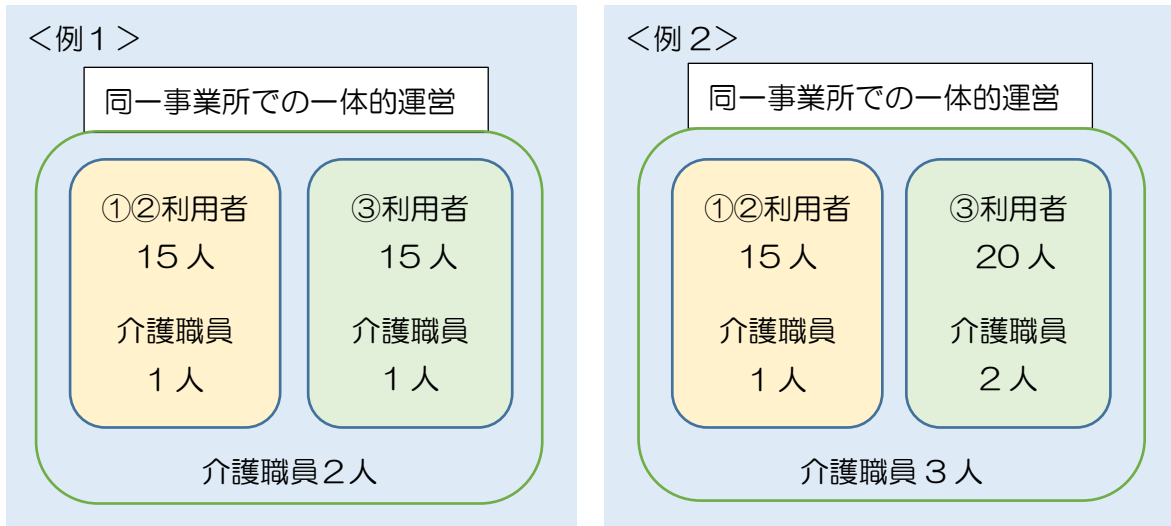 ＜例１＞
同一事業所での一体的運営
①②利用者
15人
介護職員
１人
③利用者
15人
介護職員
１人
介護職員２人
＜例２＞
同一事業所での一体的運営
①②利用者
15人
介護職員
１人
③利用者
20人
介護職員
２人
介護職員３人